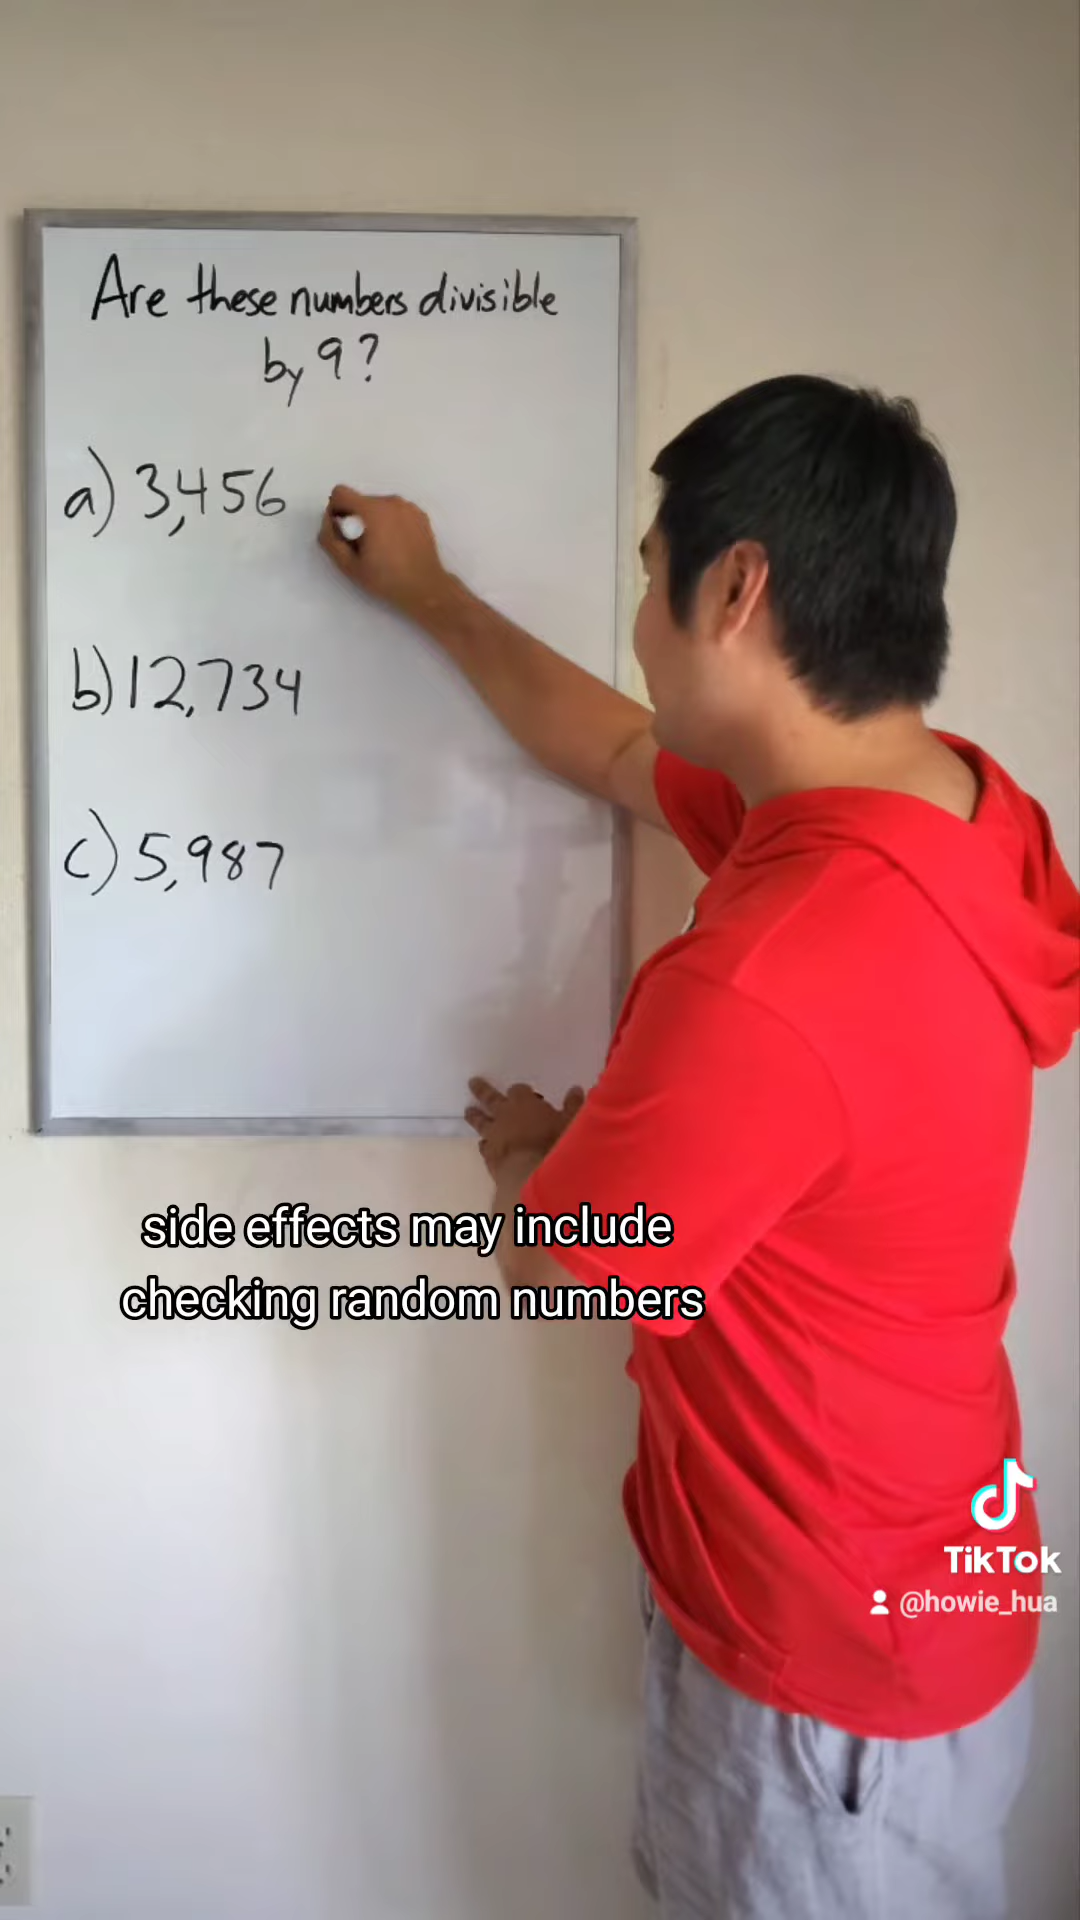 Are these numbers divisible
by 9?
a) 3,456
b) 12,734
c) 5,987
side effects may include
checking random numbers
TikTok
@howie_hua